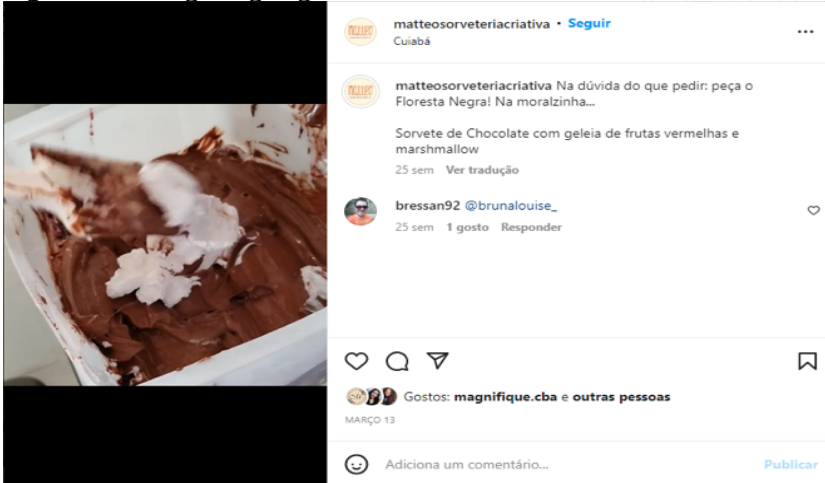 matteosorveteriacriativa • Seguir
Cuiabá
matteosorveteriacriativa Na dúvida do que pedir: peça o
Floresta Negra! Na moralzinha...
Sorvete de Chocolate com geleia de frutas vermelhas e
marshmallow
25 sem Ver tradução
bressan92 @brunalouise_
25 sem 1 gosto Responder
Gostos: magnifique.cba e outras pessoas
MARÇO 13
Adiciona um comentário... Publicar